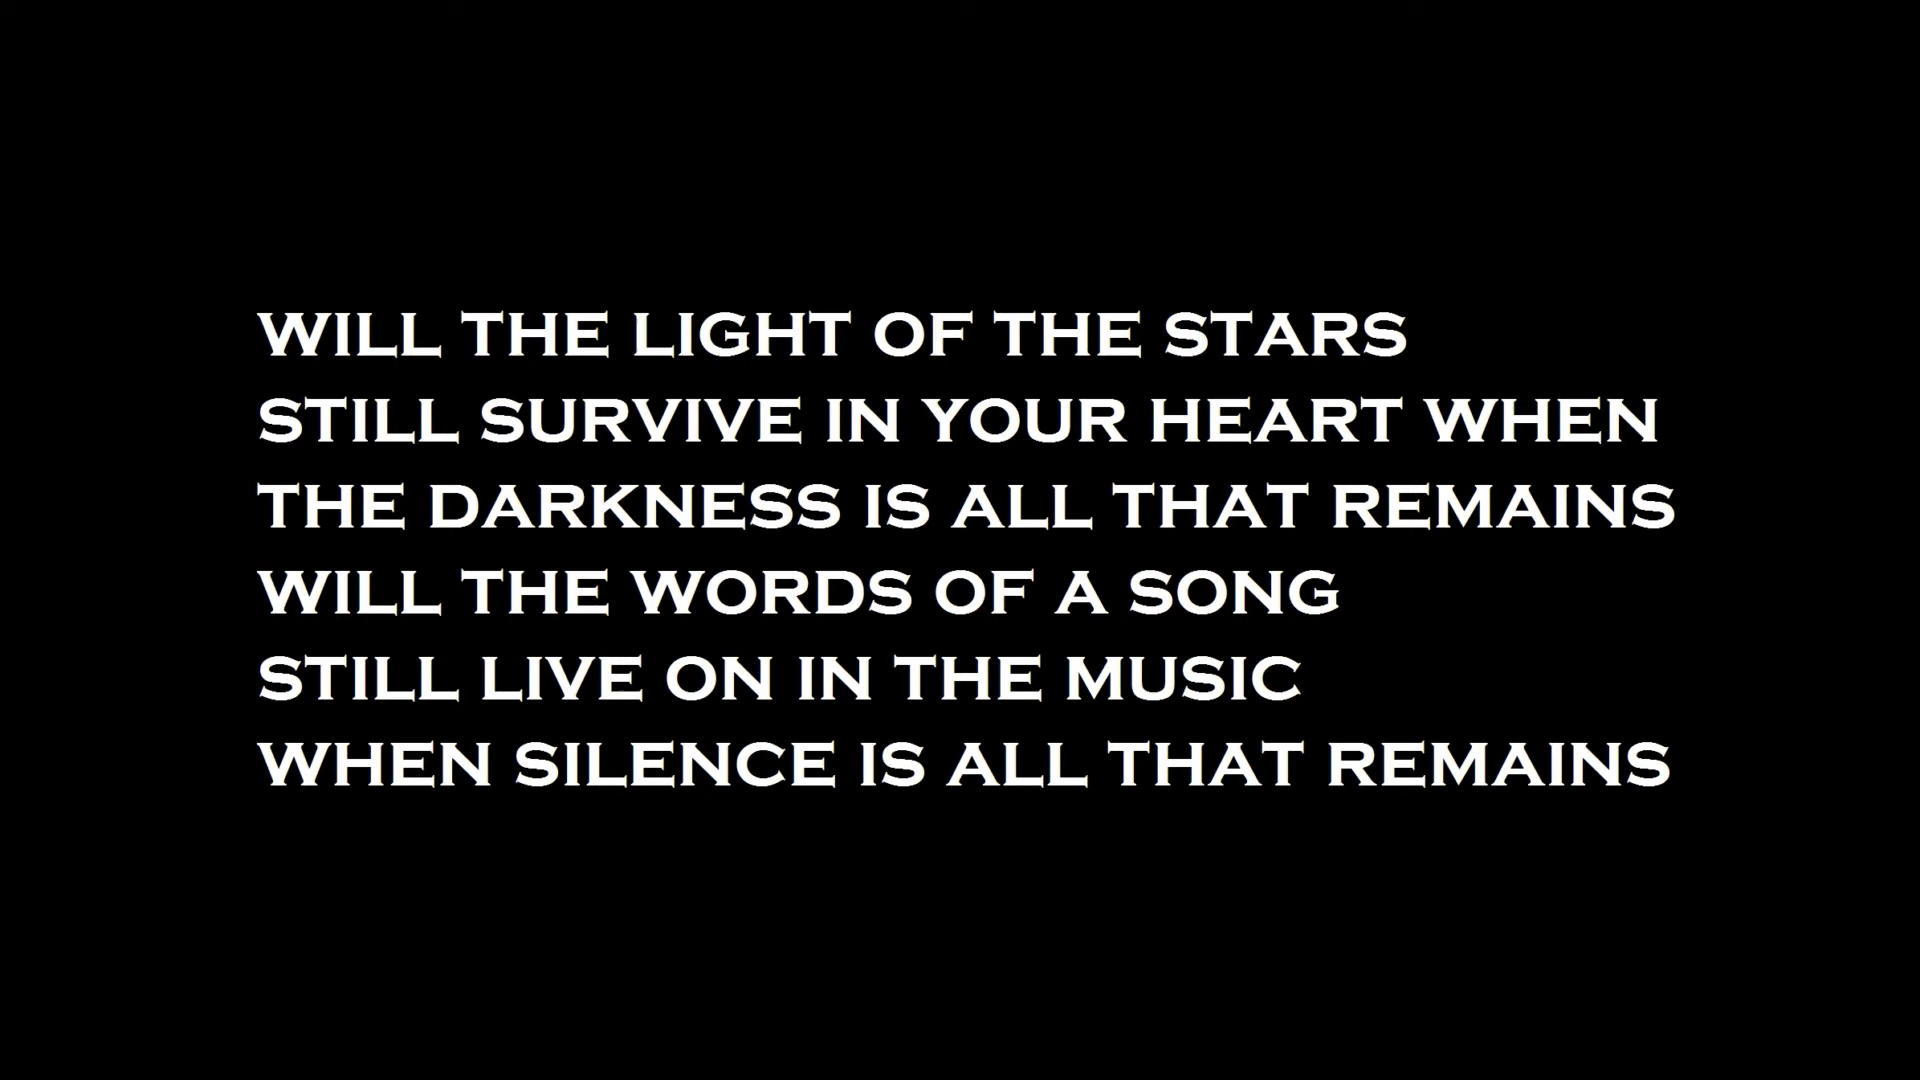 WILL THE LIGHT OF THE STARS
STILL SURVIVE IN YOUR HEART WHEN
THE DARKNESS IS ALL THAT REMAINS
WILL THE WORDS OF A SONG
STILL LIVE ON IN THE MUSIC
WHEN SILENCE IS ALL THAT REMAINS